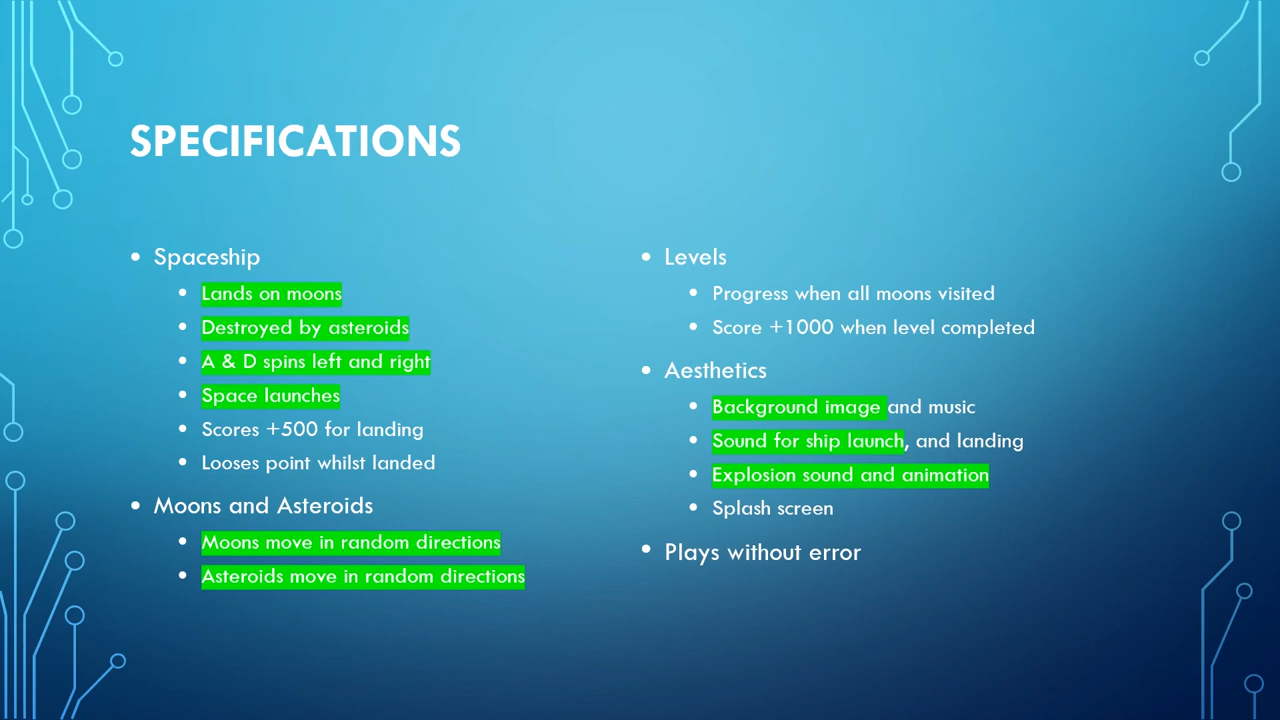 SPECIFICATIONS
• Spaceship
• Lands on moons
• Destroyed by asteroids
• A & D spins left and right
• Space launches
• Scores +500 for landing
• Looses point whilst landed
• Moons and Asteroids
• Moons move in random directions
• Asteroids move in random directions
• Levels
• Progress when all moons visited
• Score +1000 when level completed
• Aesthetics
• Background image and music
• Sound for ship launch, and landing
• Explosion sound and animation
• Splash screen
• Plays without error